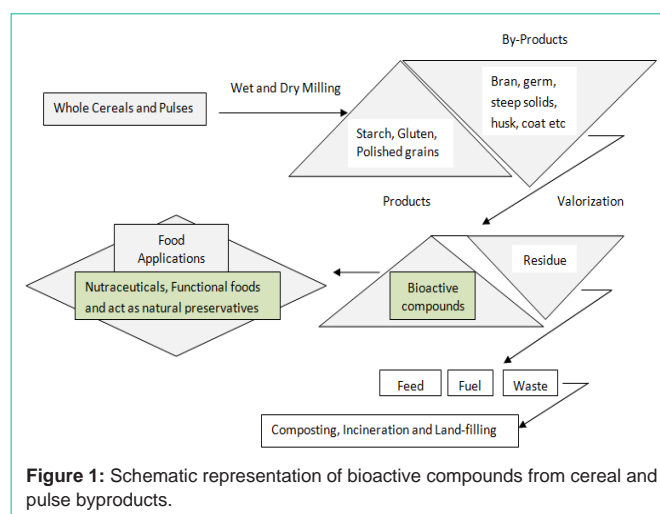 By-Products
Wet and Dry Milling
Whole Cereals and Pulses
Bran, germ,
steep solids,
husk, coat etc
Starch, Gluten,
Polished grains
Products
Valorization
Food
Applications
Nutraceuticals, Functional foods
and act as natural preservatives
Bioactive
compounds
Residue
Feed
Fuel
Waste
Composting, Incineration and Land-filling
Figure 1: Schematic representation of bioactive compounds from cereal and
pulse byproducts.